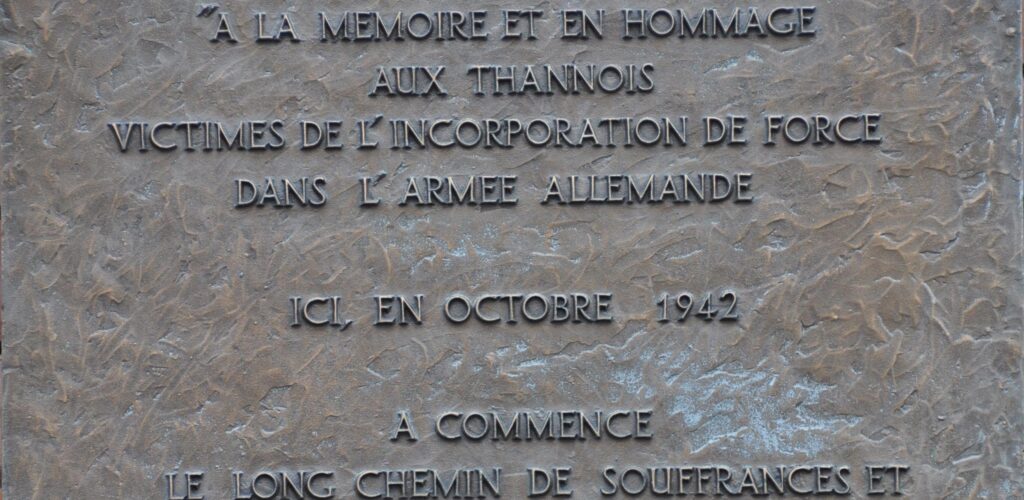 "A LA MEMOIRE ET EN HOMMAGE
AUX THANNOIS
VICTIMES DE L'INCORPORATION DE FORCE
DANS L'ARMEE ALLEMANDE
ICI, EN OCTOBRE 1942
A COMMENCE
LE LONG CHEMIN DE SOUFFRANCES ET